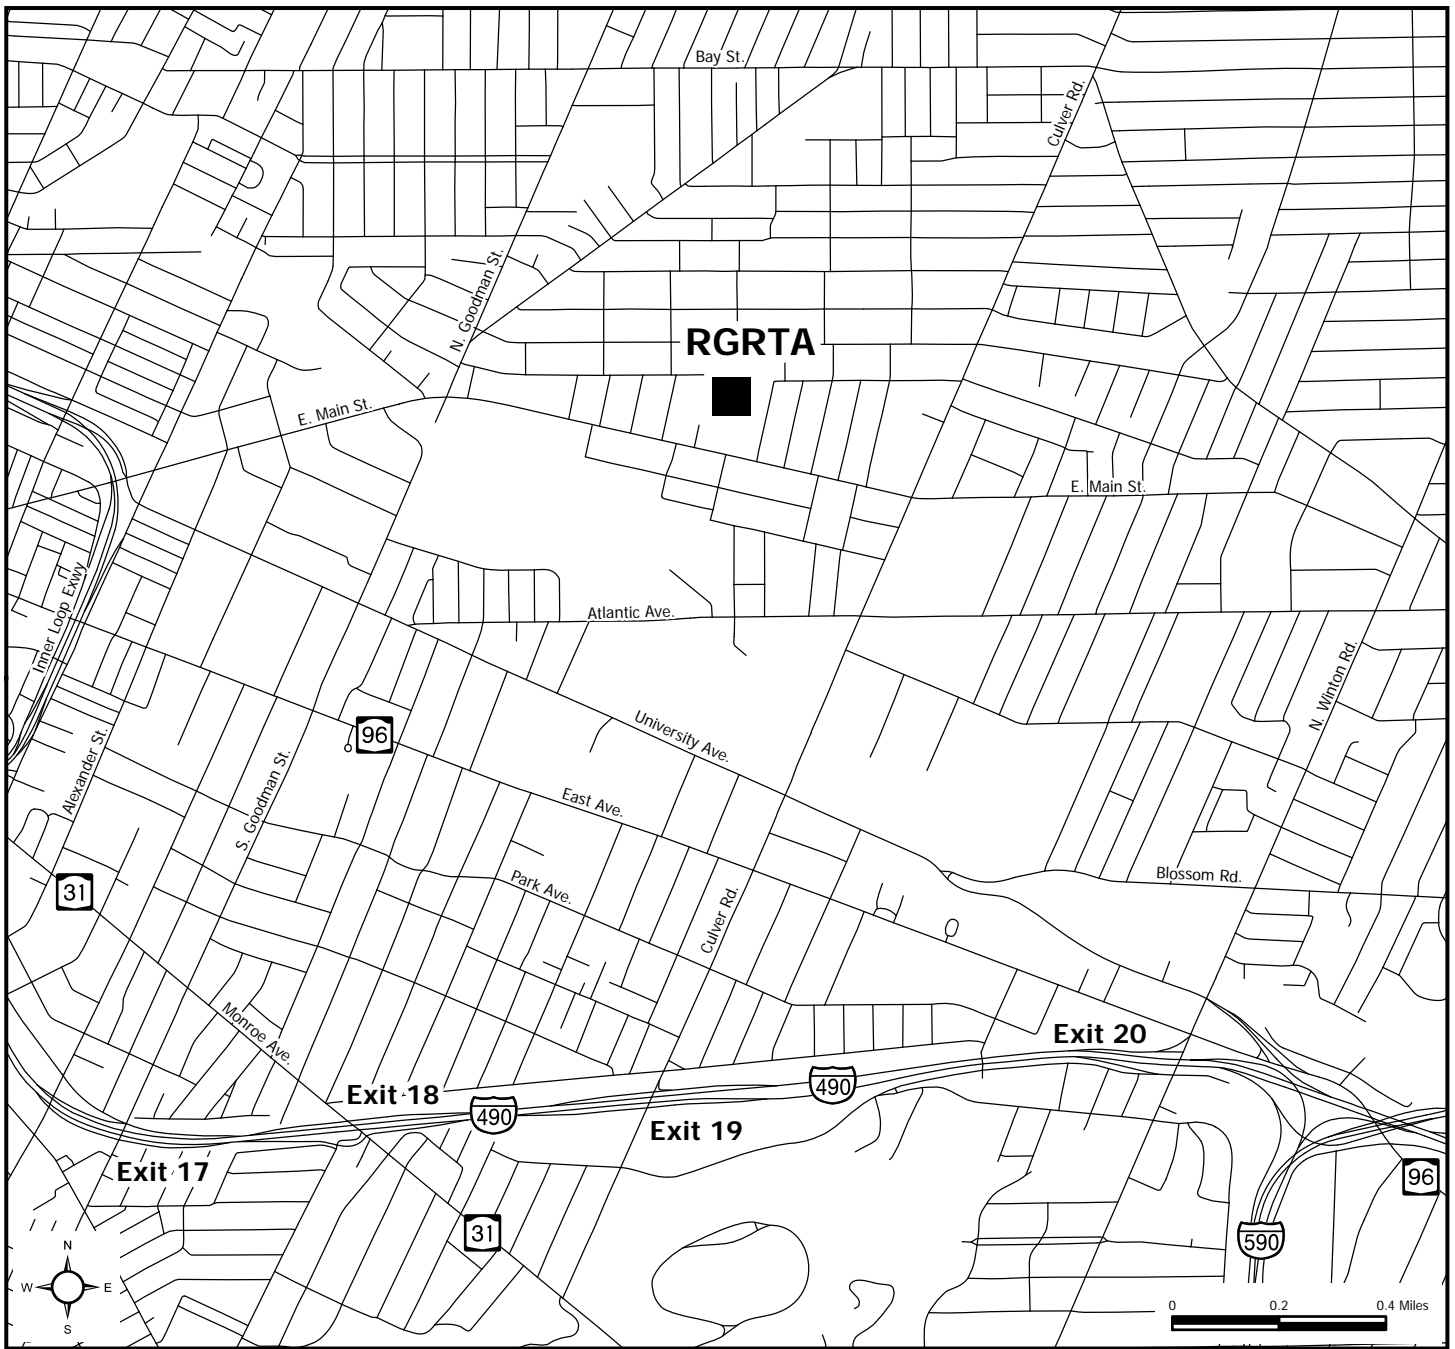 Bay St.
Culver Rd.
N. Goodman St.
RGRTA
E. Main St.
E. Main St.
Inner Loop Exwy
Atlantic Ave.
N. Winton Rd.
University Ave.
96
Alexander St.
S. Goodman St.
East Ave.
Blossom Rd.
31
Park Ave.
Culver Rd.
Monroe Ave.
Exit 20
490
Exit 18
490
Exit 19
Exit 17
96
31
590
N
W E
S
0 0.2 0.4 Miles